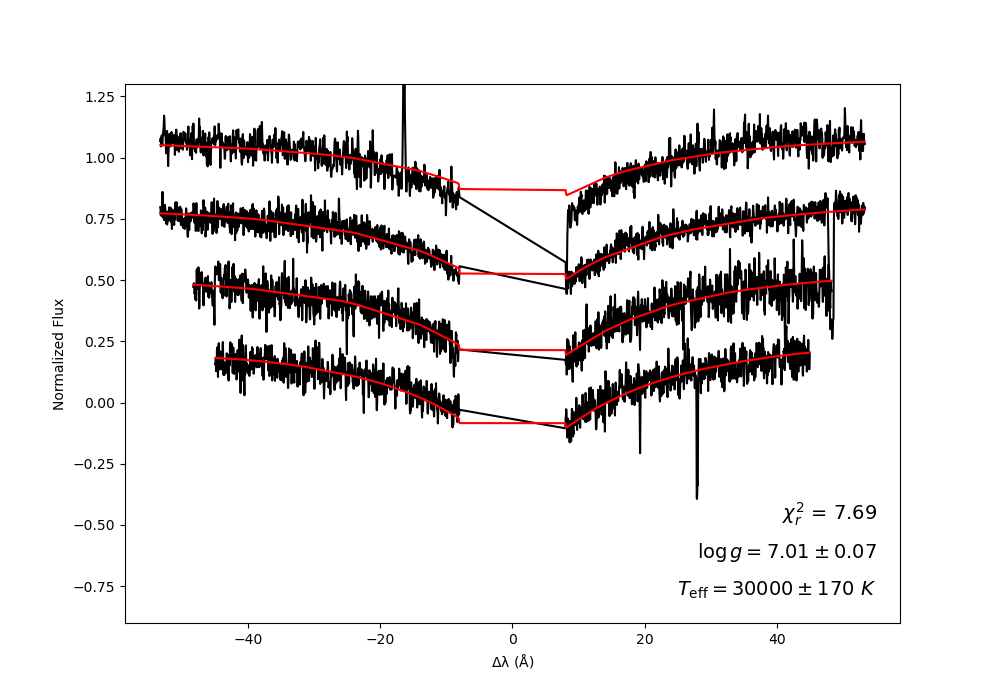 Normalized Flux
1.25
1.00
0.75
0.50
0.25
0.00
−0.25
−0.50
−0.75
χ²ᵣ = 7.69
log g = 7.01 ± 0.07
T_eff = 30000 ± 170 K
−40
−20
0
20
40
Δλ (Å)